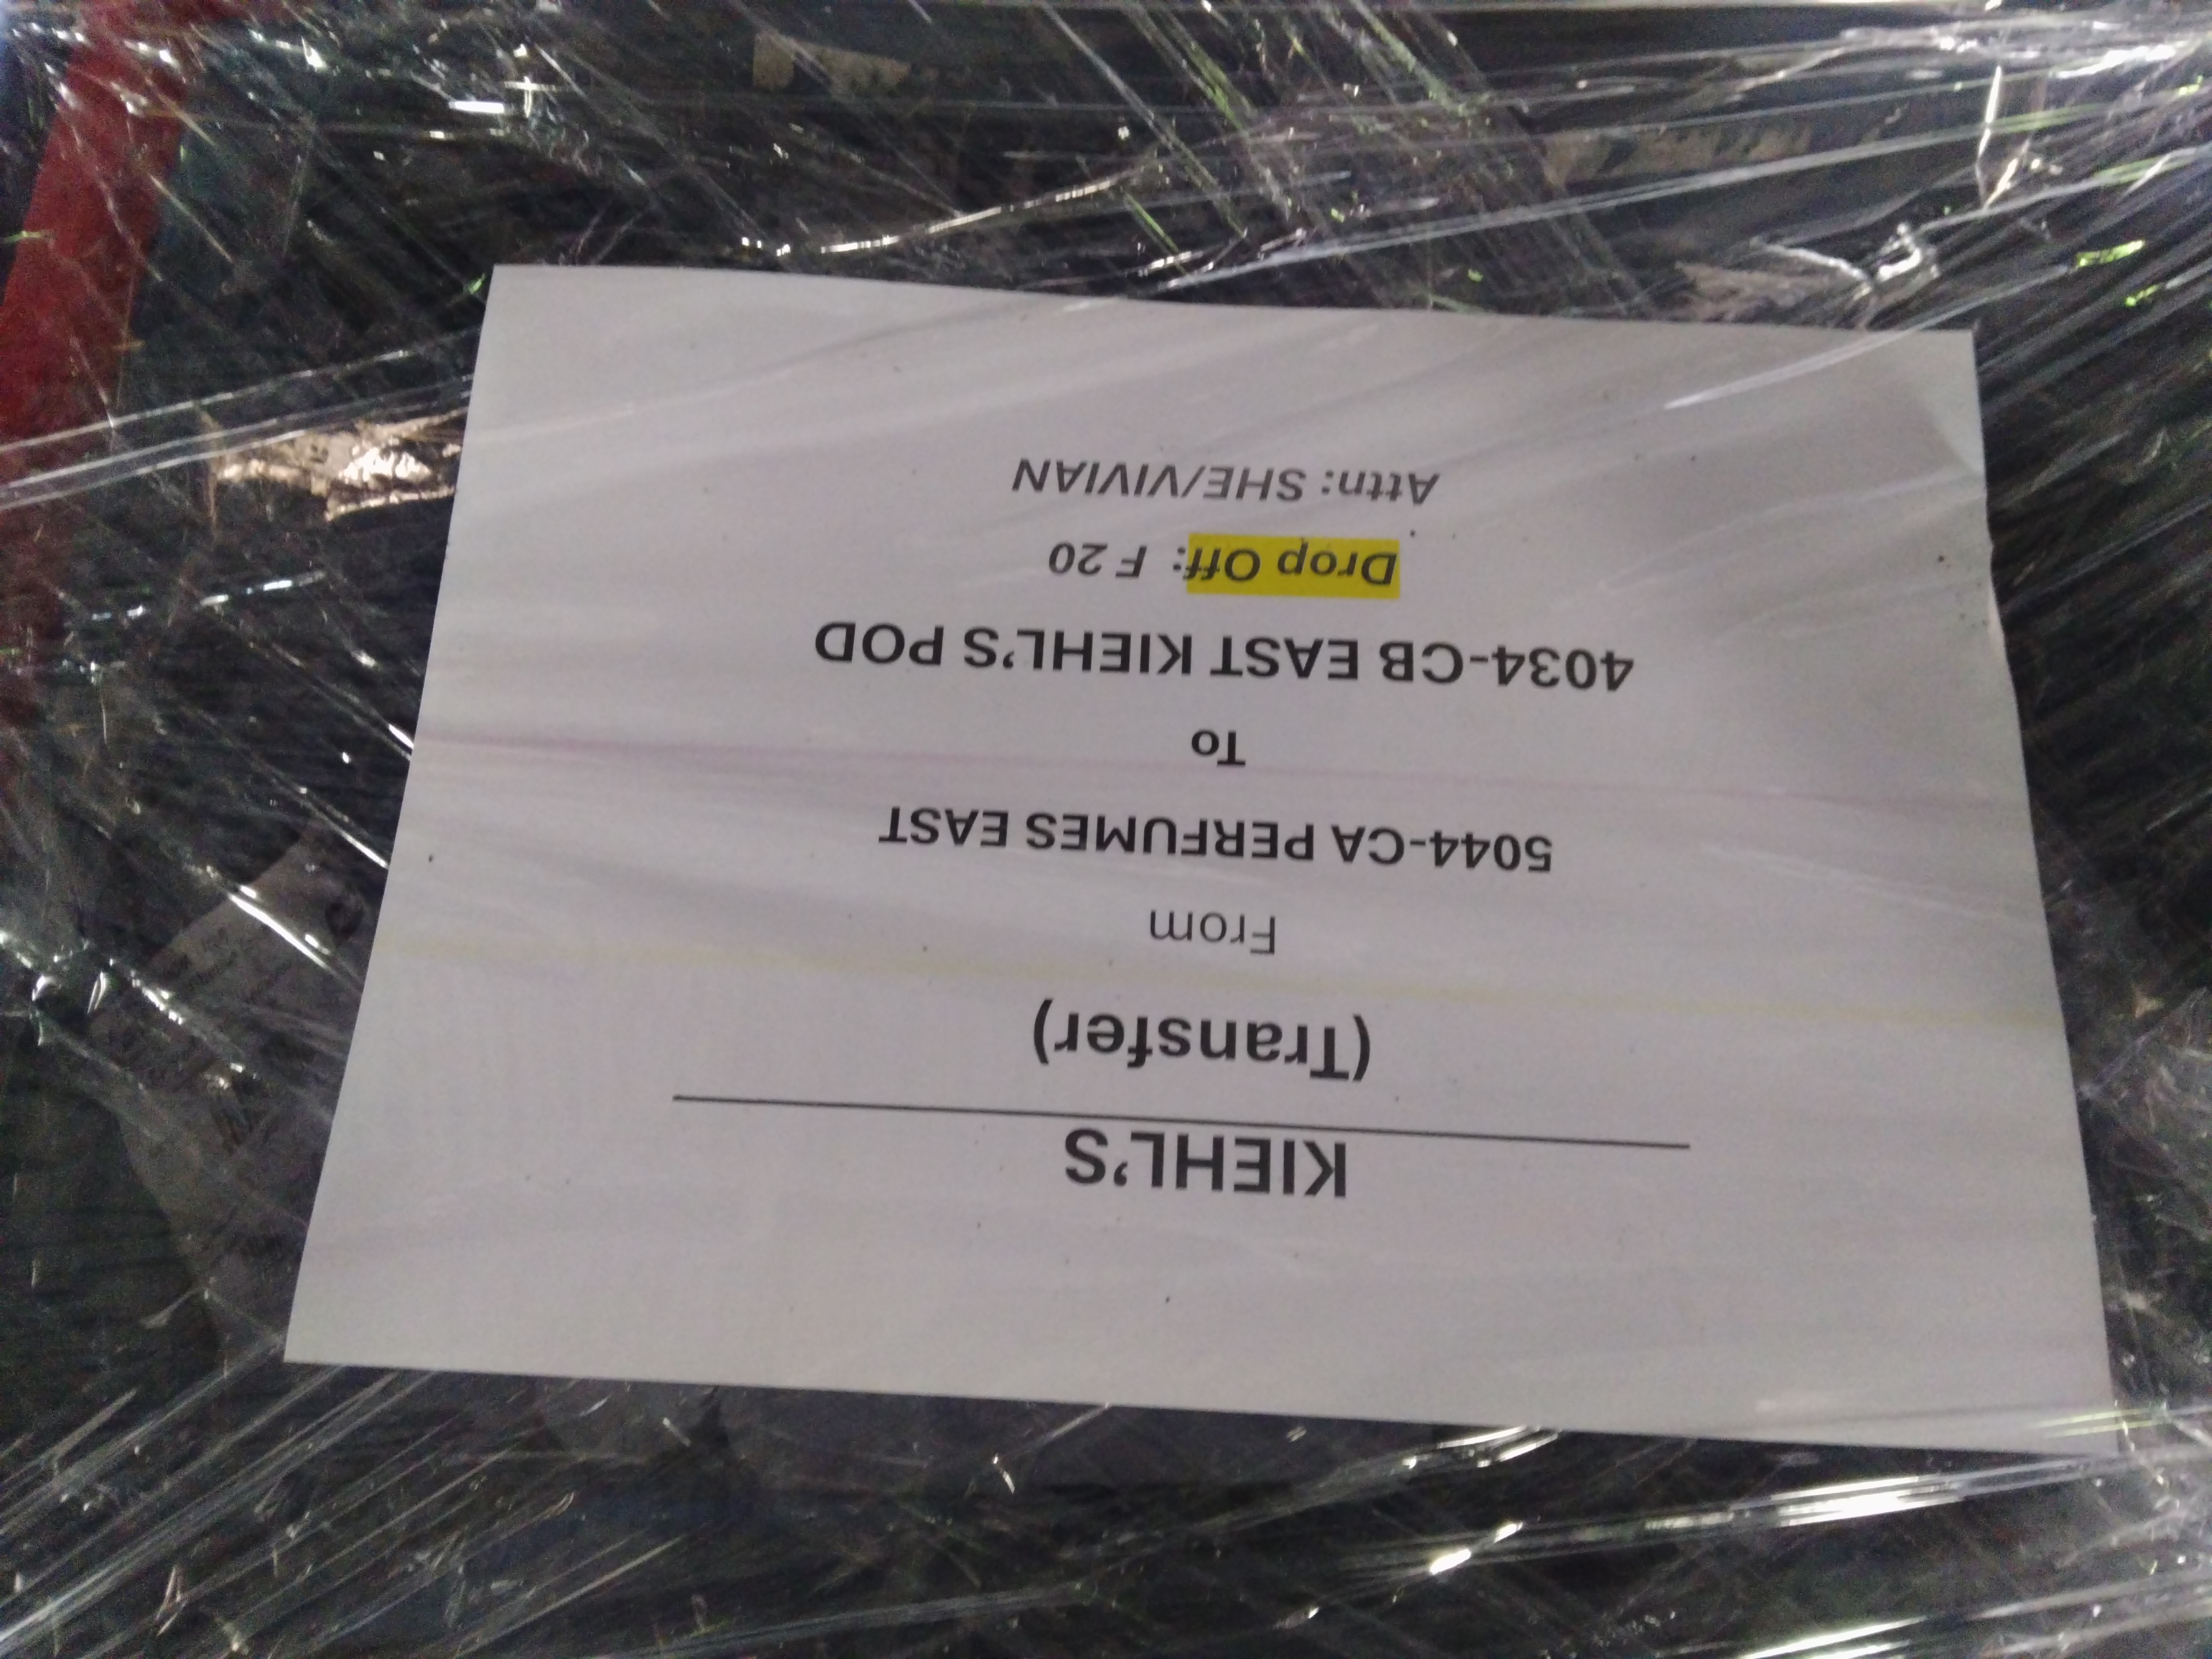 KIEHL'S
(Transfer)
From
5044-CA PERFUMES EAST
To
4034-CB EAST KIEHL'S POD
Drop Off: F 20
Attn: SHE/VIVIAN